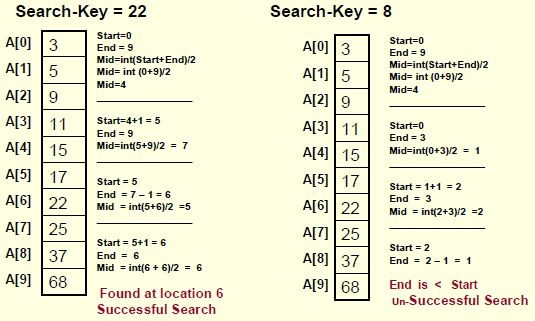 Search-Key = 22
A[0] 3
A[1] 5
A[2] 9
A[3] 11
A[4] 15
A[5] 17
A[6] 22
A[7] 25
A[8] 37
A[9] 68
Start=0
End = 9
Mid=int(Start+End)/2
Mid= int (0+9)/2
Mid=4
Start=4+1 = 5
End = 9
Mid=int(5+9)/2 = 7
Start = 5
End = 7 – 1 = 6
Mid = int(5+6)/2 =5
Start = 5+1 = 6
End = 6
Mid = int(6 + 6)/2 = 6
Found at location 6
Successful Search
Search-Key = 8
A[0] 3
A[1] 5
A[2] 9
A[3] 11
A[4] 15
A[5] 17
A[6] 22
A[7] 25
A[8] 37
A[9] 68
Start=0
End = 9
Mid=int(Start+End)/2
Mid= int (0+9)/2
Mid=4
Start=0
End = 3
Mid=int(0+3)/2 = 1
Start = 1+1 = 2
End = 3
Mid = int(2+3)/2 =2
Start = 2
End = 2 – 1 = 1
End is < Start
Un-Successful Search